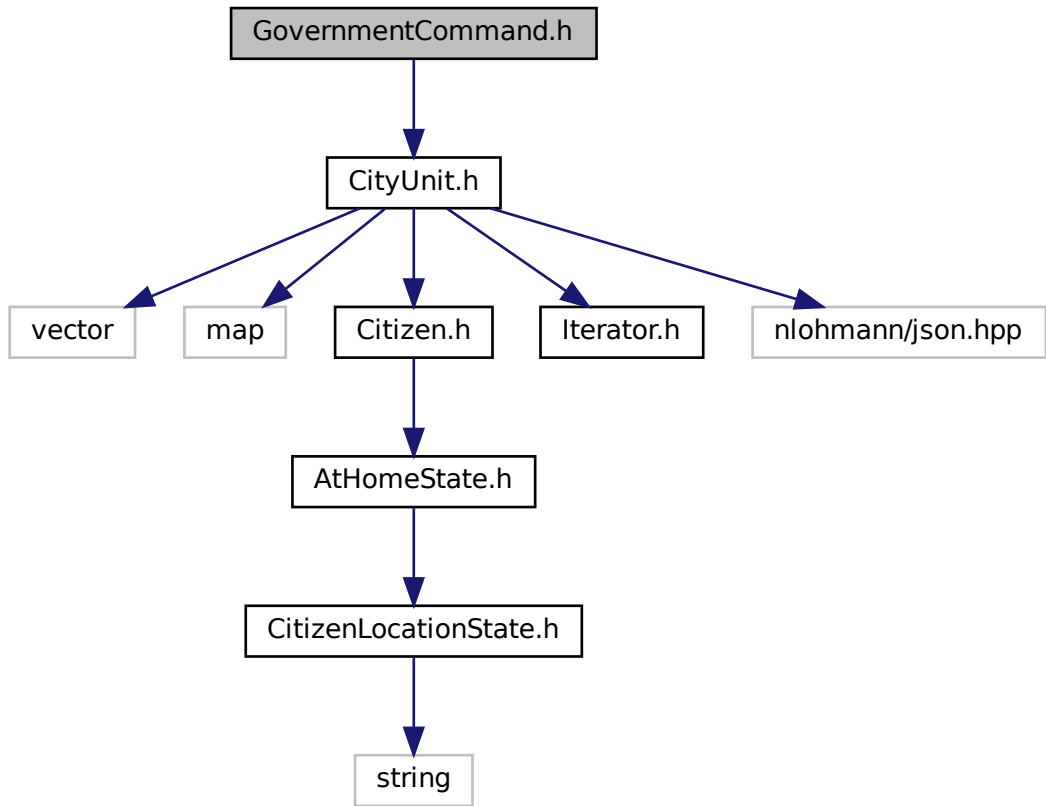 GovernmentCommand.h
CityUnit.h
vector
map
Citizen.h
Iterator.h
nlohmann/json.hpp
AtHomeState.h
CitizenLocationState.h
string